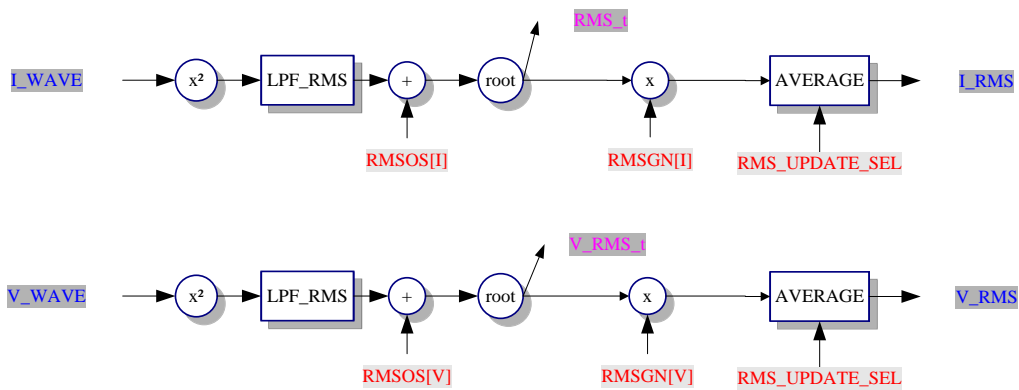 RMS_t
I_WAVE
x²
LPF_RMS
+
root
x
AVERAGE
I_RMS
RMSOS[I]
RMSGN[I]
RMS_UPDATE_SEL
V_RMS_t
V_WAVE
x²
LPF_RMS
+
root
x
AVERAGE
V_RMS
RMSOS[V]
RMSGN[V]
RMS_UPDATE_SEL